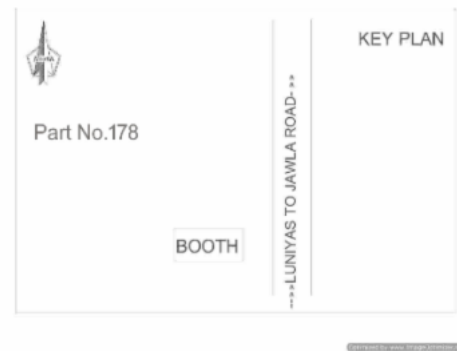 KEY PLAN
Part No.178
BOOTH
-->>LUNIYAS TO JAWLA ROAD- >>